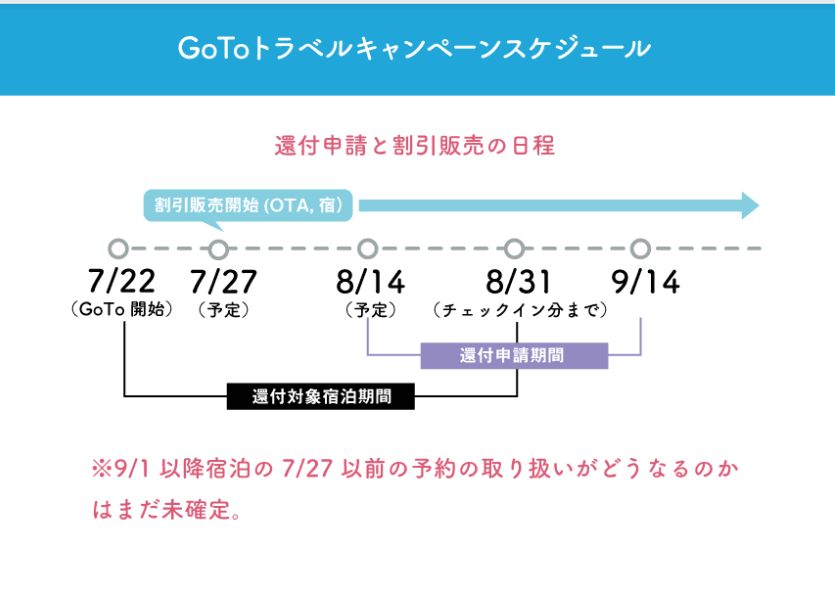 GoToトラベルキャンペーンスケジュール
還付申請と割引販売の日程
割引販売開始(OTA, 宿)
7/22 7/27 8/14 8/31 9/14
（GoTo 開始）（予定） （予定） （チェックイン分まで）
還付申請期間
還付対象宿泊期間
※9/1 以降宿泊の 7/27 以前の予約の取り扱いがどうなるのか
はまだ未確定。